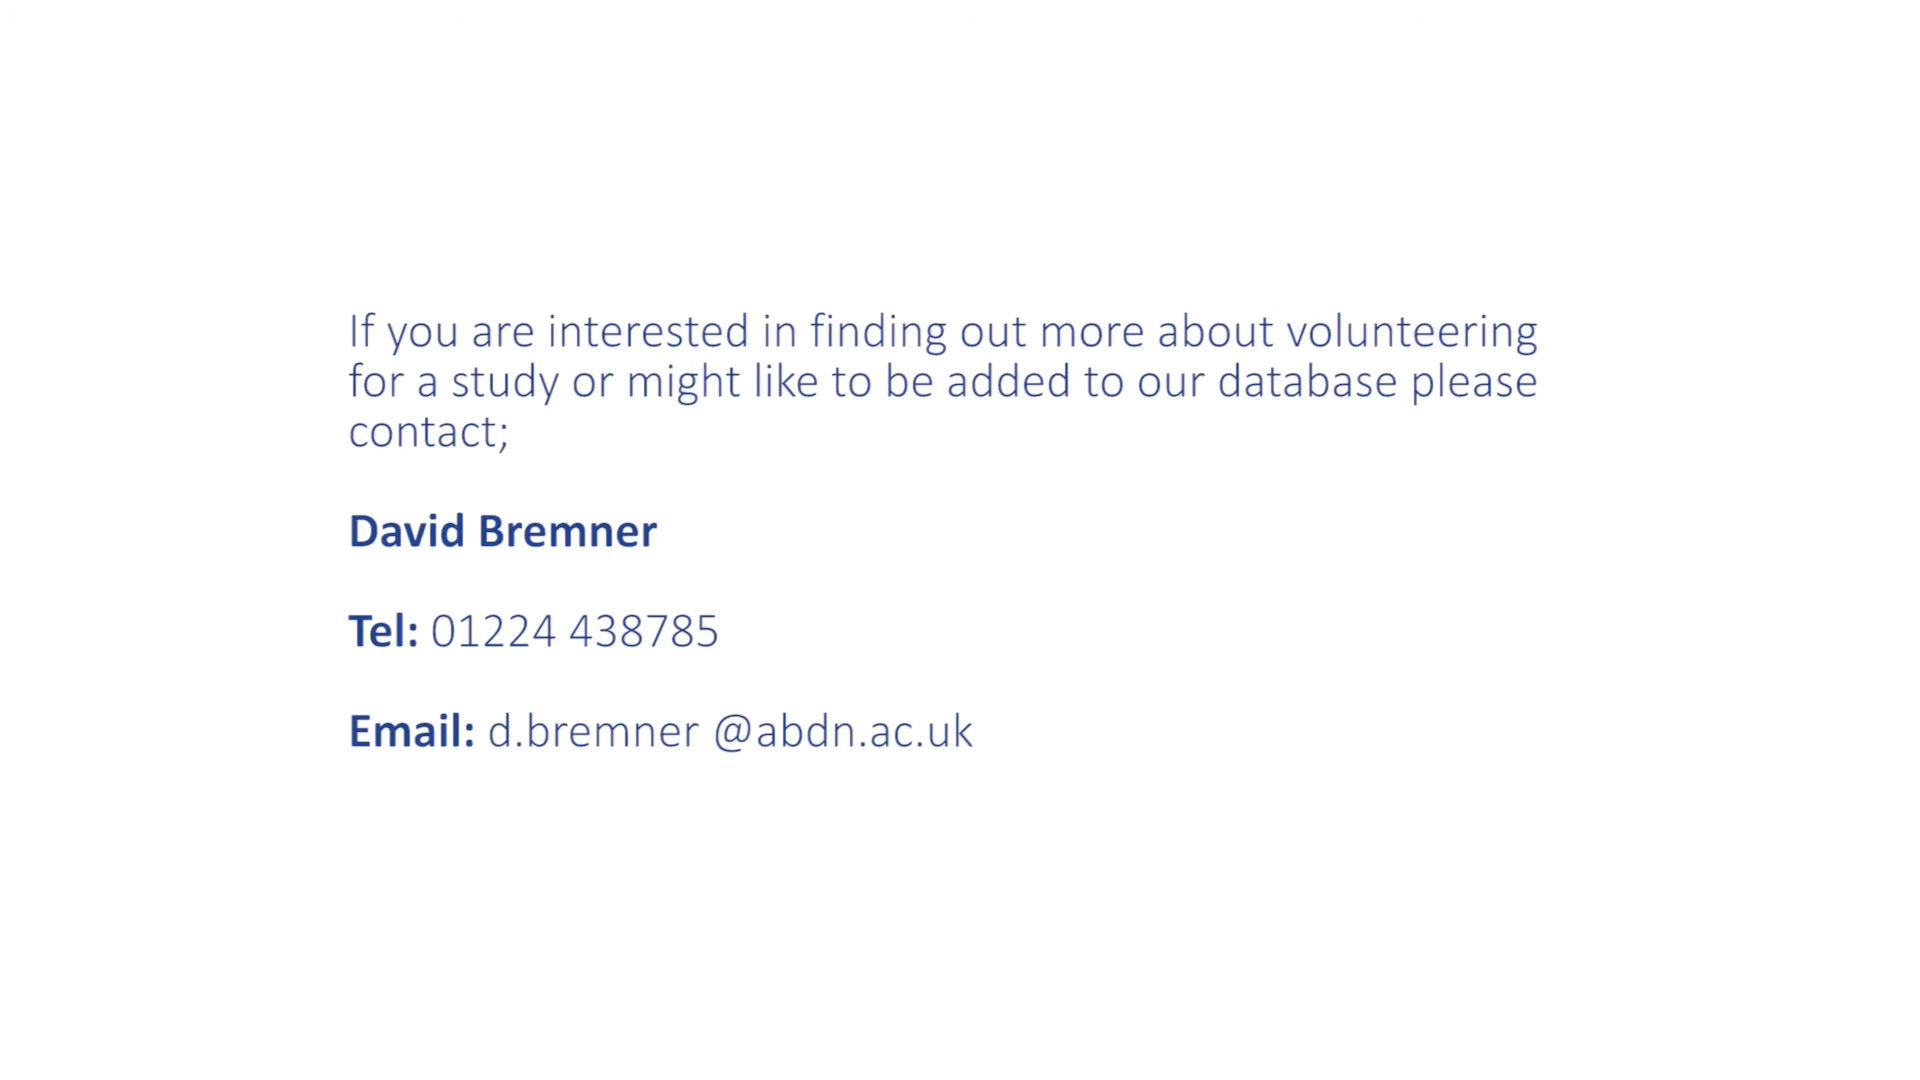 If you are interested in finding out more about volunteering
for a study or might like to be added to our database please
contact;
David Bremner
Tel: 01224 438785
Email: d.bremner @abdn.ac.uk